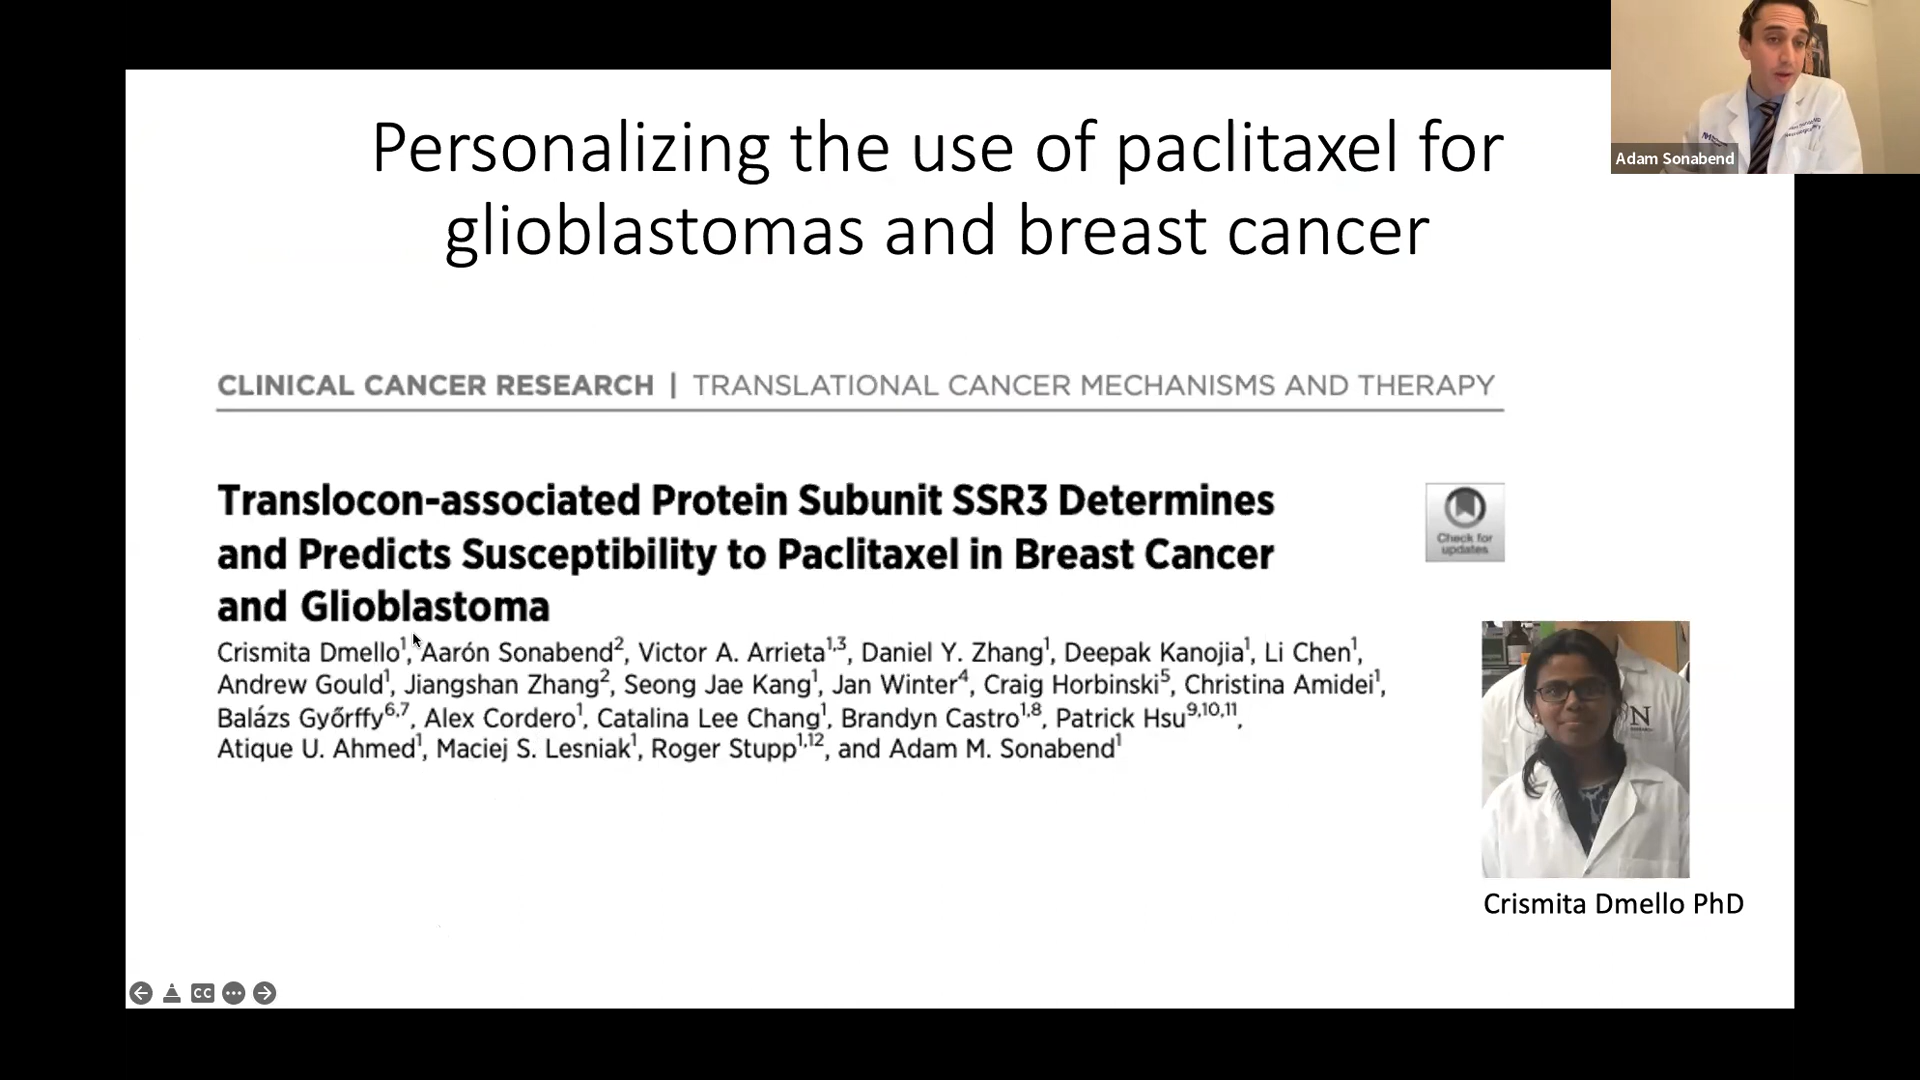 Personalizing the use of paclitaxel for
glioblastomas and breast cancer
Adam Sonabend
CLINICAL CANCER RESEARCH | TRANSLATIONAL CANCER MECHANISMS AND THERAPY
Translocon-associated Protein Subunit SSR3 Determines
and Predicts Susceptibility to Paclitaxel in Breast Cancer
and Glioblastoma
Check for
updates
Crismita Dmello¹, Aarón Sonabend², Victor A. Arrieta¹,³, Daniel Y. Zhang¹, Deepak Kanojia¹, Li Chen¹,
Andrew Gould¹, Jiangshan Zhang², Seong Jae Kang¹, Jan Winter⁴, Craig Horbinski⁵, Christina Amidei¹,
Balázs Győrffy⁶,⁷, Alex Cordero¹, Catalina Lee Chang¹, Brandyn Castro¹,⁸, Patrick Hsu⁹,¹⁰,¹¹,
Atique U. Ahmed¹, Maciej S. Lesniak¹, Roger Stupp¹,¹², and Adam M. Sonabend¹
N
Crismita Dmello PhD
CC